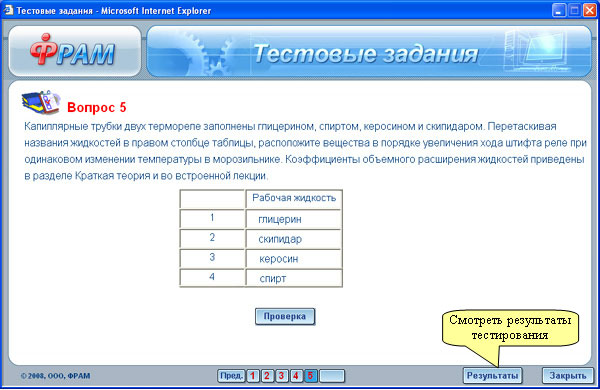 Тестовые задания - Microsoft Internet Explorer
ФРАМ
Тестовые задания
Вопрос 5
Капиллярные трубки двух термореле заполнены глицерином, спиртом, керосином и скипидаром. Перетаскивая
названия жидкостей в правом столбце таблицы, расположите вещества в порядке увеличения хода штифта реле при
одинаковом изменении температуры в морозильнике. Коэффициенты объемного расширения жидкостей приведены
в разделе Краткая теория и во встроенной лекции.
Рабочая жидкость
1 глицерин
2 скипидар
3 керосин
4 спирт
Проверка
Смотреть результаты
тестирования
© 2008, ООО, ФРАМ
Пред. 1 2 3 4 5
Результаты
Закрыть